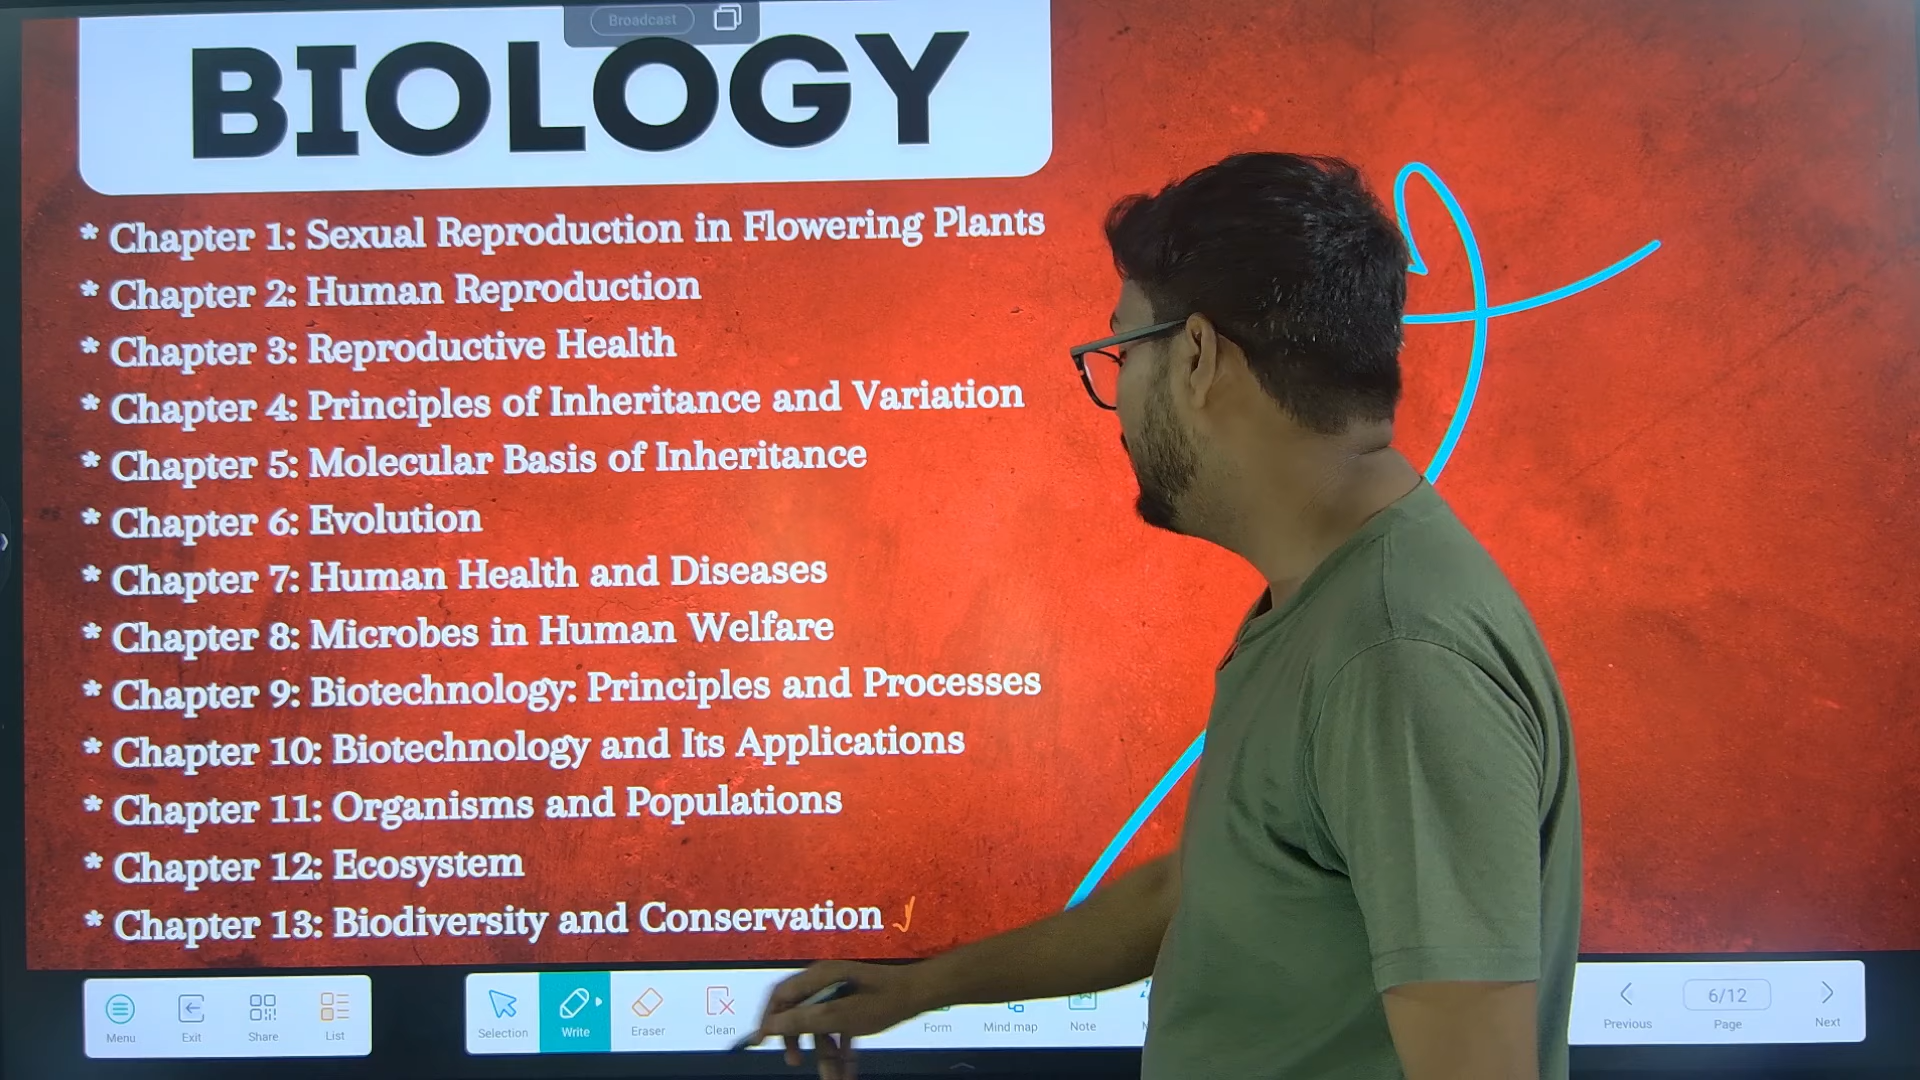 Broadcast
BIOLOGY
* Chapter 1: Sexual Reproduction in Flowering Plants
* Chapter 2: Human Reproduction
* Chapter 3: Reproductive Health
* Chapter 4: Principles of Inheritance and Variation
* Chapter 5: Molecular Basis of Inheritance
* Chapter 6: Evolution
* Chapter 7: Human Health and Diseases
* Chapter 8: Microbes in Human Welfare
* Chapter 9: Biotechnology: Principles and Processes
* Chapter 10: Biotechnology and Its Applications
* Chapter 11: Organisms and Populations
* Chapter 12: Ecosystem
* Chapter 13: Biodiversity and Conservation
Menu Exit Share List Selection Write Eraser Clean Form Mind map Note Previous 6/12 Page Next